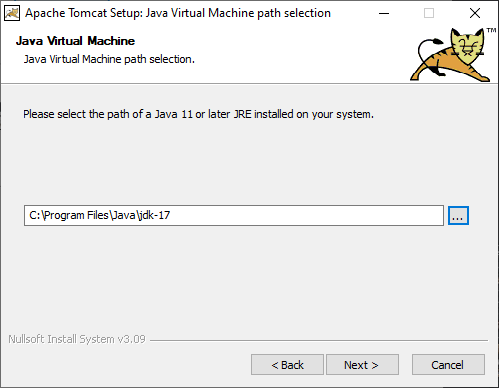 Apache Tomcat Setup: Java Virtual Machine path selection
TM
Java Virtual Machine
Java Virtual Machine path selection.
Please select the path of a Java 11 or later JRE installed on your system.
C:\Program Files\Java\jdk-17
...
Nullsoft Install System v3.09
< Back
Next >
Cancel